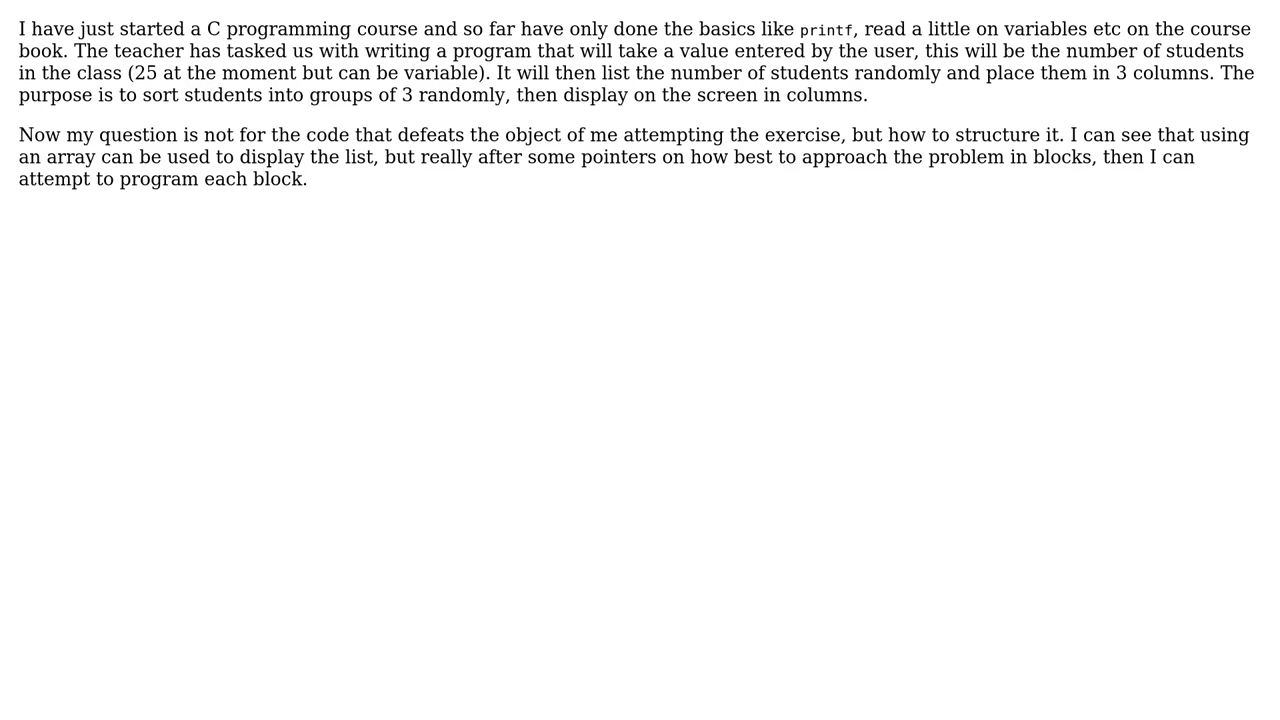 I have just started a C programming course and so far have only done the basics like printf, read a little on variables etc on the course
book. The teacher has tasked us with writing a program that will take a value entered by the user, this will be the number of students
in the class (25 at the moment but can be variable). It will then list the number of students randomly and place them in 3 columns. The
purpose is to sort students into groups of 3 randomly, then display on the screen in columns.
Now my question is not for the code that defeats the object of me attempting the exercise, but how to structure it. I can see that using
an array can be used to display the list, but really after some pointers on how best to approach the problem in blocks, then I can
attempt to program each block.